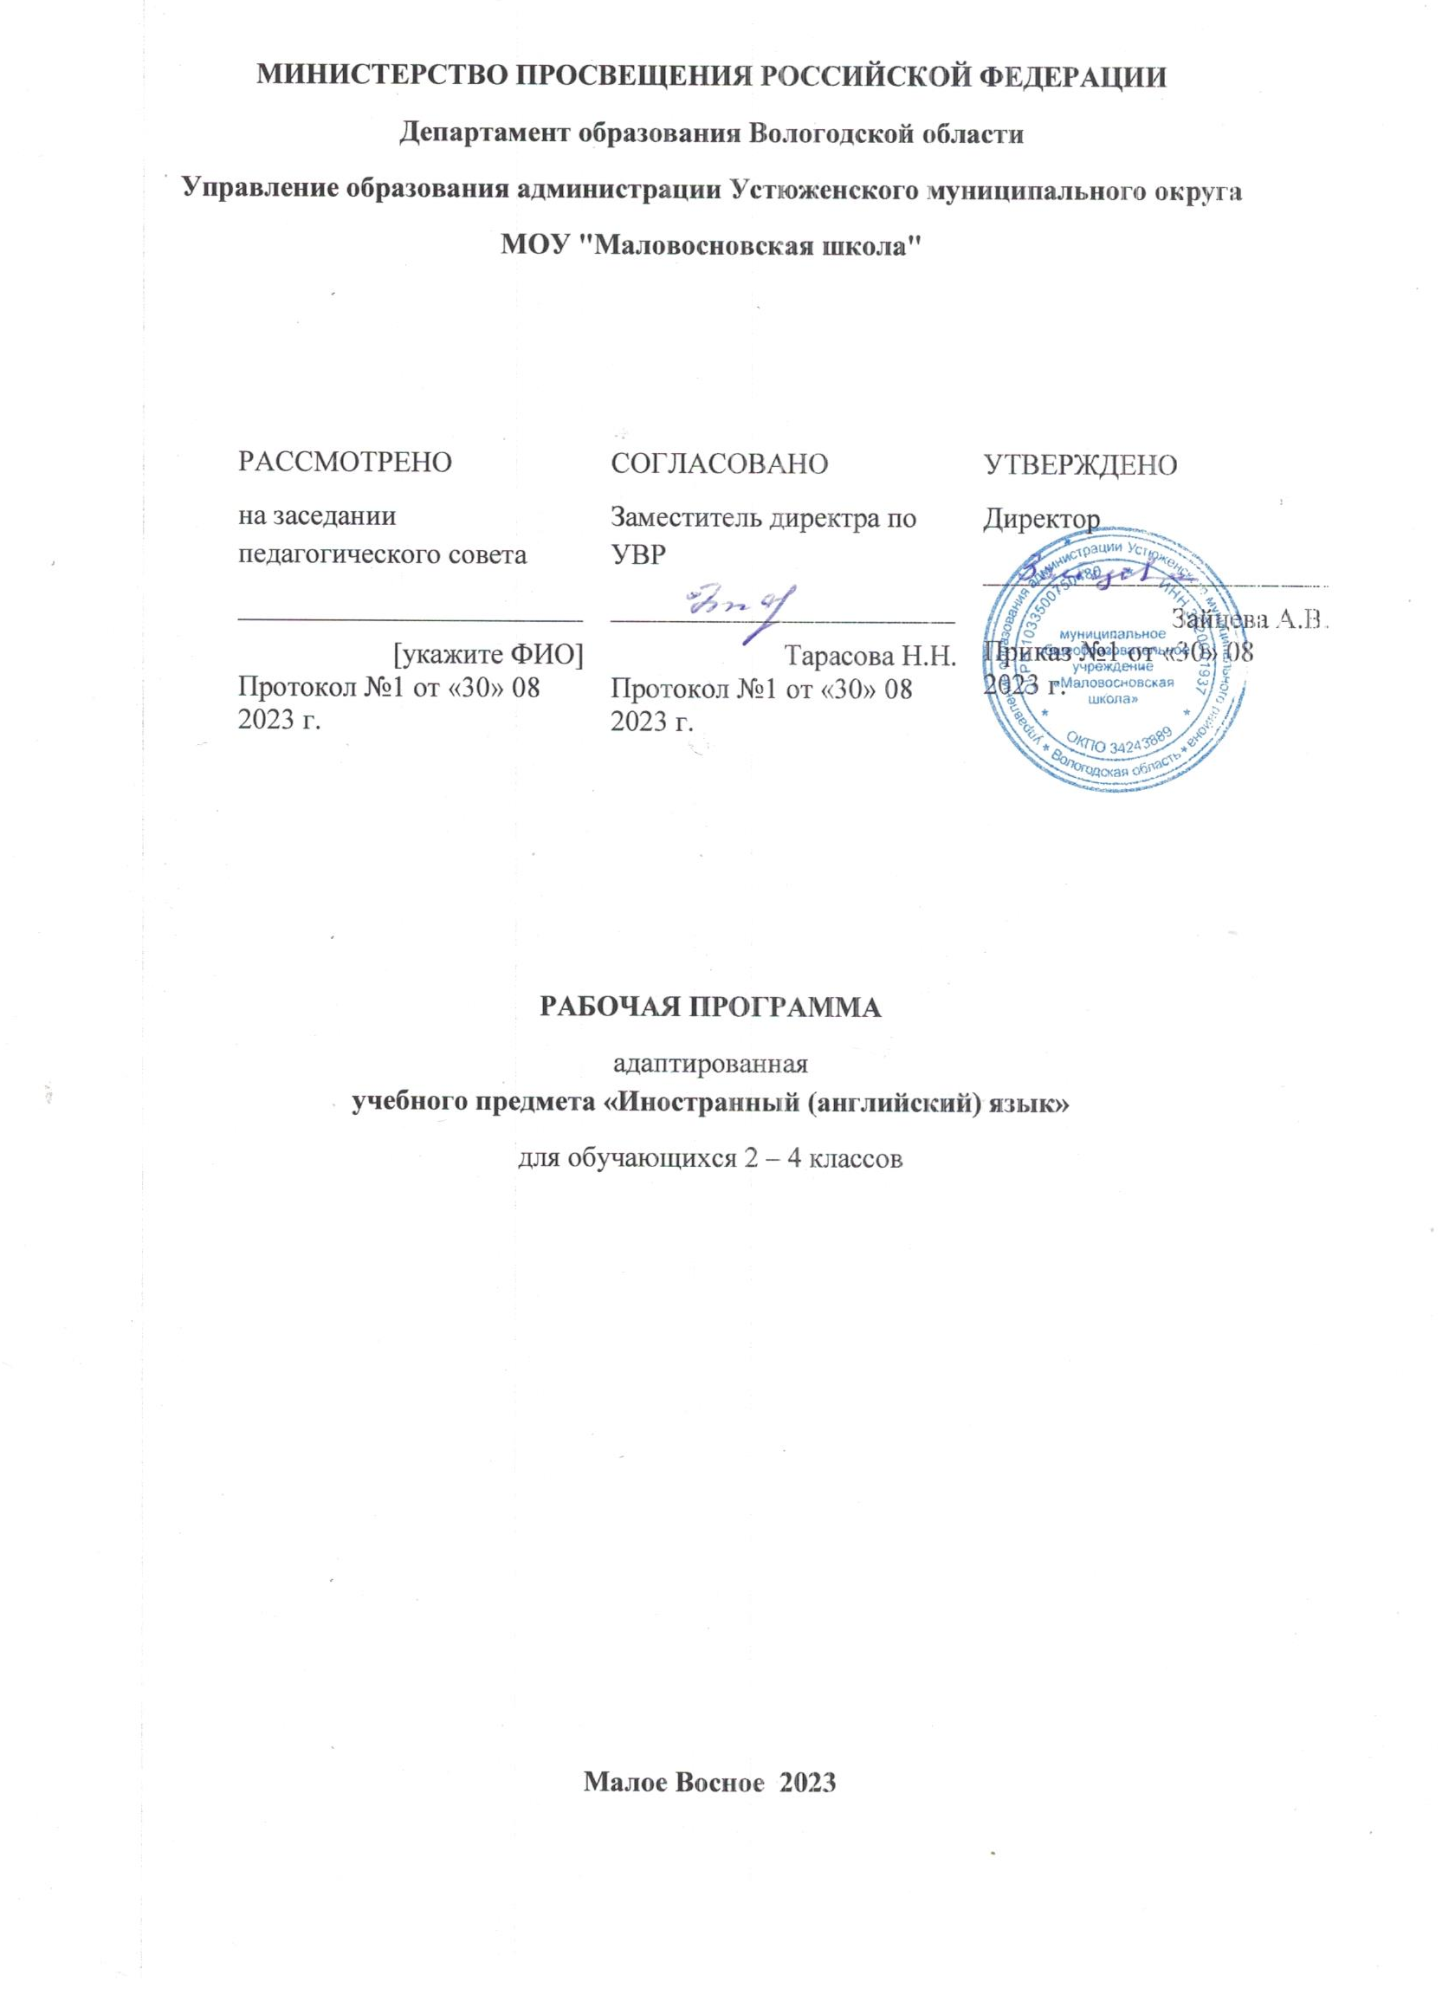 МИНИСТЕРСТВО ПРОСВЕЩЕНИЯ РОССИЙСКОЙ ФЕДЕРАЦИИ
Департамент образования Вологодской области
Управление образования администрации Устюженского муниципального округа
МОУ "Маловосновская школа"
РАССМОТРЕНО
на заседании
педагогического совета
[укажите ФИО]
Протокол №1 от «30» 08
2023 г.
СОГЛАСОВАНО
Заместитель директра по
УВР
Тарасова Н.Н.
Протокол №1 от «30» 08
2023 г.
УТВЕРЖДЕНО
Директор
Зайцева А.В.
Приказ №1 от «30» 08
2023 г.
муниципальное
общеобразовательное
учреждение
«Маловосновская
школа»
ОКПО 34243889
Вологодская область
РАБОЧАЯ ПРОГРАММА
адаптированная
учебного предмета «Иностранный (английский) язык»
для обучающихся 2 – 4 классов
Малое Восное 2023